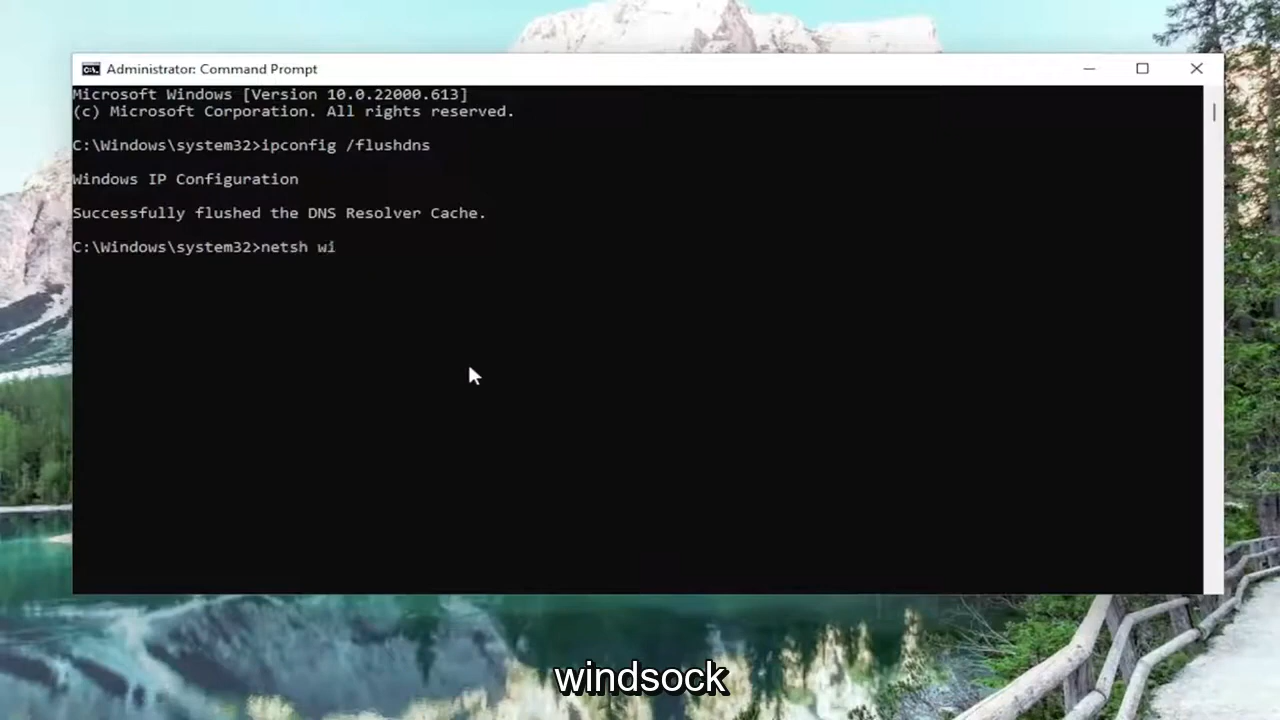 Administrator: Command Prompt
Microsoft Windows [Version 10.0.22000.613]
(c) Microsoft Corporation. All rights reserved.
C:\Windows\system32>ipconfig /flushdns
Windows IP Configuration
Successfully flushed the DNS Resolver Cache.
C:\Windows\system32>netsh wi
windsock